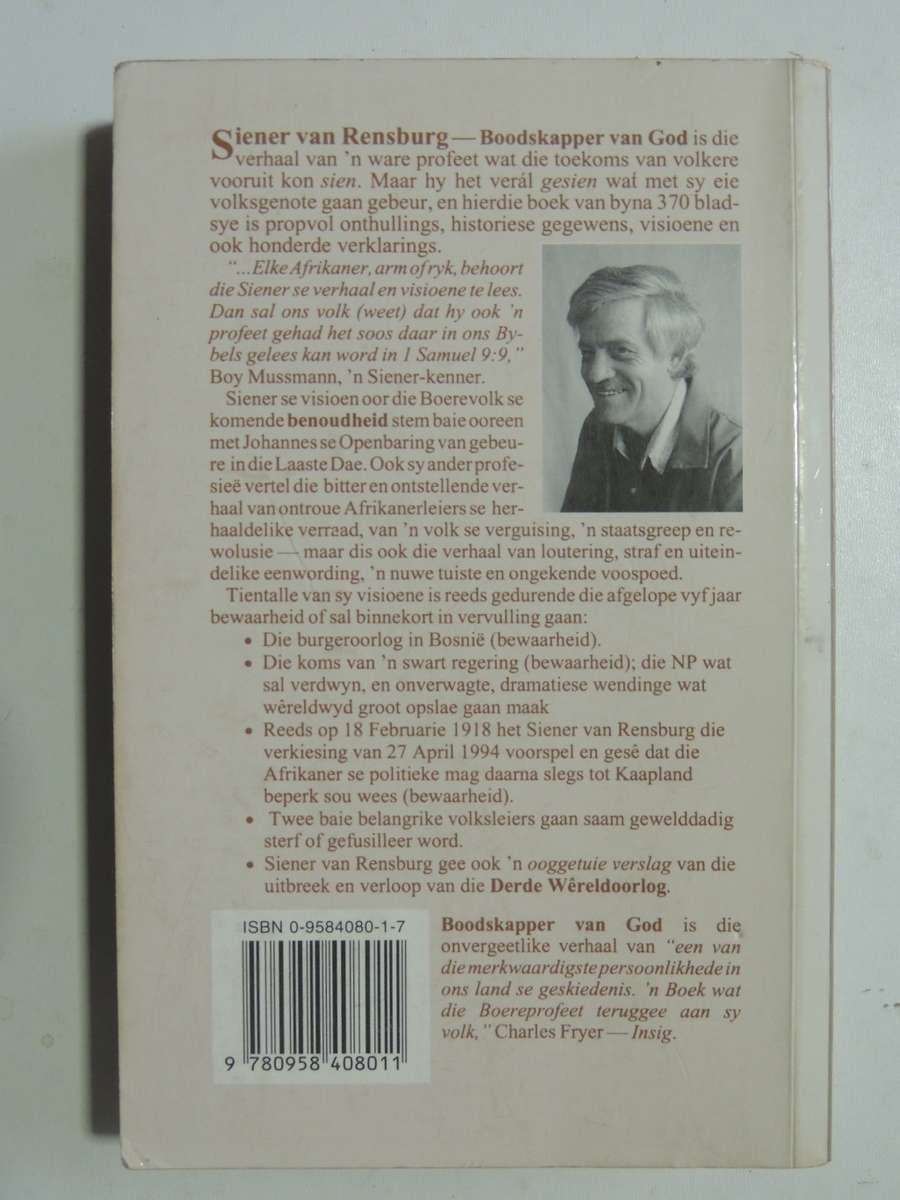 Siener van Rensburg — Boodskapper van God is die
verhaal van 'n ware profeet wat die toekoms van volkere
vooruit kon sien. Maar hy het verál gesien wat met sy eie
volksgenote gaan gebeur, en hierdie boek van byna 370 blad-
sye is propvol onthullings, historiese gegewens, visioene en
ook honderde verklarings.
"...Elke Afrikaner, arm of ryk, behoort
die Siener se verhaal en visioene te lees.
Dan sal ons volk (weet) dat hy ook 'n
profeet gehad het soos daar in ons By-
bels gelees kan word in 1 Samuel 9:9,"
Boy Mussmann, 'n Siener-kenner.
Siener se visioen oor die Boerevolk se
komende benoudheid stem baie ooreen
met Johannes se Openbaring van gebeu-
re in die Laaste Dae. Ook sy ander profe-
sieë vertel die bitter en ontstellende ver-
haal van ontroue Afrikanerleiers se her-
haaldelike verraad, van 'n volk se verguising, 'n staatsgreep en re-
wolusie — maar dis ook die verhaal van loutering, straf en uitein-
delike eenwording, 'n nuwe tuiste en ongekende voospoed.
Tientalle van sy visioene is reeds gedurende die afgelope vyf jaar
bewaarheid of sal binnekort in vervulling gaan:
• Die burgeroorlog in Bosnië (bewaarheid).
• Die koms van 'n swart regering (bewaarheid); die NP wat
sal verdwyn, en onverwagte, dramatiese wendinge wat
wêreldwyd groot opslae gaan maak
• Reeds op 18 Februarie 1918 het Siener van Rensburg die
verkiesing van 27 April 1994 voorspel en gesê dat die
Afrikaner se politieke mag daarna slegs tot Kaapland
beperk sou wees (bewaarheid).
• Twee baie belangrike volksleiers gaan saam gewelddadig
sterf of gefusilleer word.
• Siener van Rensburg gee ook 'n ooggetuie verslag van die
uitbreek en verloop van die Derde Wêreldoorlog.
ISBN 0-9584080-1-7
9 780958 408011
Boodskapper van God is die
onvergeetlike verhaal van "een van
die merkwaardigste persoonlikhede in
ons land se geskiedenis. 'n Boek wat
die Boereprofeet teruggee aan sy
volk," Charles Fryer — Insig.